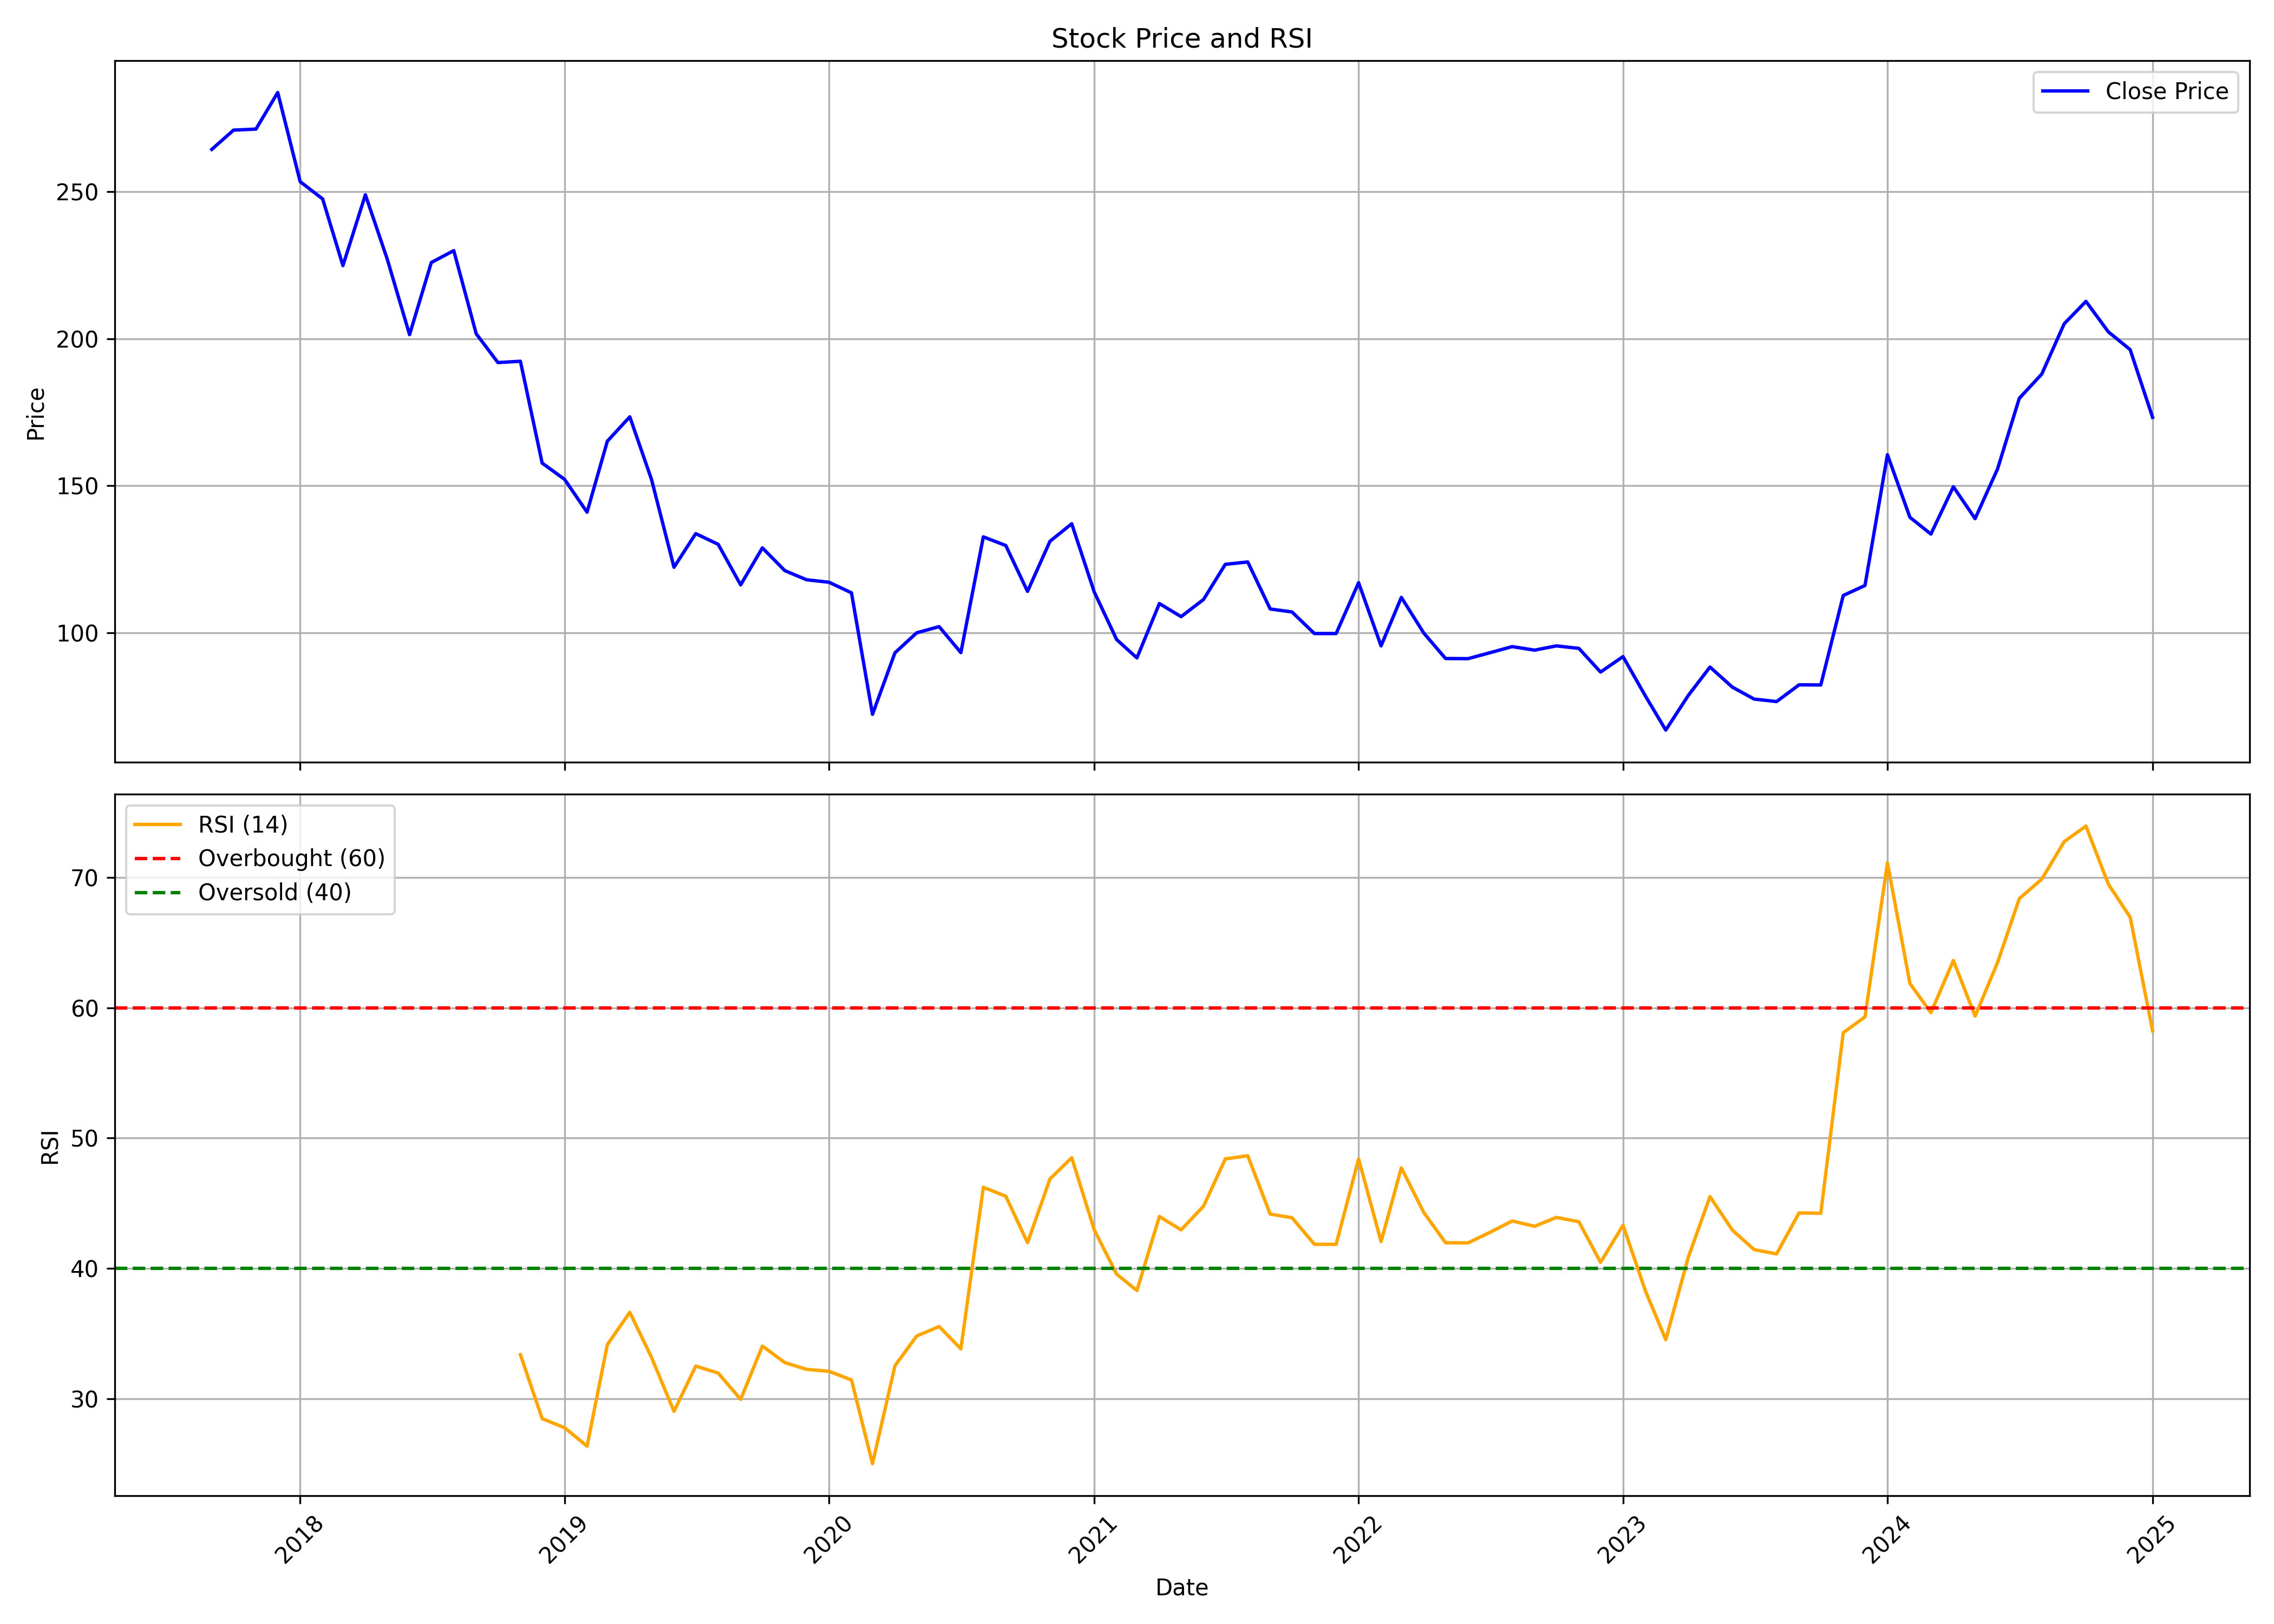 Stock Price and RSI
Close Price
Price
250
200
150
100
RSI (14)
Overbought (60)
Oversold (40)
RSI
70
60
50
40
30
2018
2019
2020
2021
2022
2023
2024
2025
Date